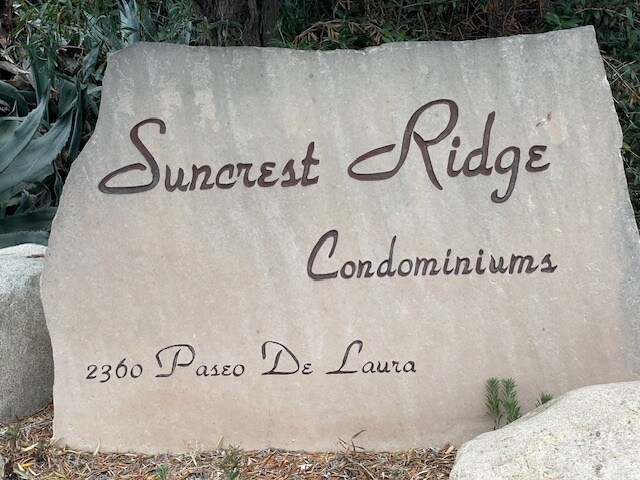 Suncrest Ridge
Condominiums
2360 Paseo De Laura